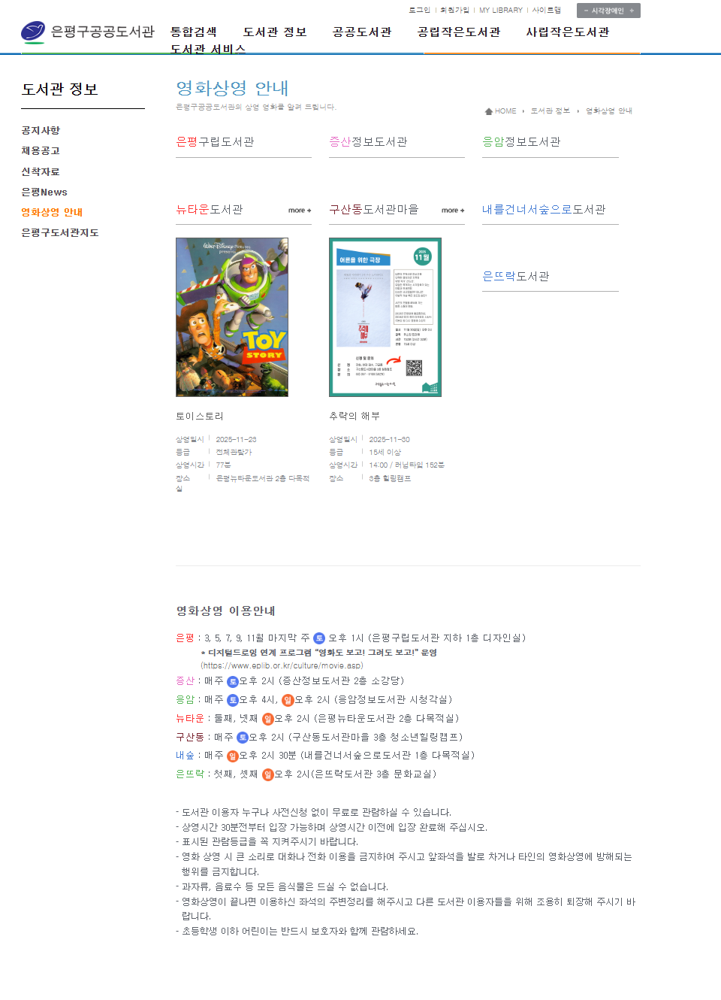 로그인 | 회원가입 | MY LIBRARY | 사이트맵
- 시각장애인 +
은평구공공도서관
통합검색 도서관 정보 공공도서관 공립작은도서관 사립작은도서관
도서관 서비스
도서관 정보
공지사항
채용공고
신착자료
은평News
영화상영 안내
은평구도서관지도
영화상영 안내
은평구공공도서관의 상영 영화를 알려 드립니다.
HOME 도서관 정보 영화상영 안내
은평구립도서관
증산정보도서관
응암정보도서관
뉴타운도서관 more +
구산동도서관마을 more +
내를건너서숲으로도서관
은뜨락도서관
WALT DISNEY PICTURES
presents
TOY
STORY
어른을 위한 극장
2025
11월
추락의
해부
신청 및 문의
토이스토리
상영일시 | 2025-11-23
등급 | 전체관람가
상영시간 | 77분
장소 | 은평뉴타운도서관 2층 다목적
실
추락의 해부
상영일시 | 2025-11-30
등급 | 15세 이상
상영시간 | 14:00 / 러닝타임 152분
장소 | 3층 힐링캠프
영화상영 이용안내
은평 : 3, 5, 7, 9, 11월 마지막 주 토 오후 1시 (은평구립도서관 지하 1층 디자인실)
* 디지털드로잉 연계 프로그램 “영화도 보고! 그려도 보고!” 운영
(https://www.eplib.or.kr/culture/movie.asp)
증산 : 매주 토오후 2시 (증산정보도서관 2층 소강당)
응암 : 매주 토오후 4시, 일오후 2시 (응암정보도서관 시청각실)
뉴타운 : 둘째, 넷째 일오후 2시 (은평뉴타운도서관 2층 다목적실)
구산동 : 매주 토오후 2시 (구산동도서관마을 3층 청소년힐링캠프)
내숲 : 매주 일오후 2시 30분 (내를건너서숲으로도서관 1층 다목적실)
은뜨락 : 첫째, 셋째 일오후 2시(은뜨락도서관 3층 문화교실)
- 도서관 이용자 누구나 사전신청 없이 무료로 관람하실 수 있습니다.
- 상영시간 30분전부터 입장 가능하며 상영시간 이전에 입장 완료해 주십시오.
- 표시된 관람등급을 꼭 지켜주시기 바랍니다.
- 영화 상영 시 큰 소리로 대화나 전화 이용을 금지하여 주시고 앞좌석을 발로 차거나 타인의 영화상영에 방해되는
행위를 금지합니다.
- 과자류, 음료수 등 모든 음식물은 드실 수 없습니다.
- 영화상영이 끝나면 이용하신 좌석의 주변정리를 해주시고 다른 도서관 이용자들을 위해 조용히 퇴장해 주시기 바
랍니다.
- 초등학생 이하 어린이는 반드시 보호자와 함께 관람하세요.